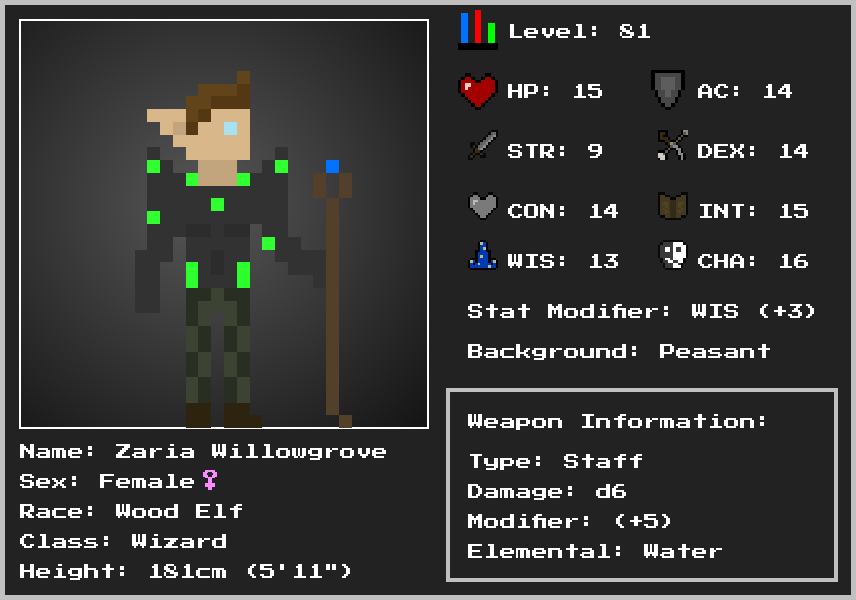 Level: 81
HP: 15 AC: 14
STR: 9 DEX: 14
CON: 14 INT: 15
WIS: 13 CHA: 16
Stat Modifier: WIS (+3)
Background: Peasant
Weapon Information:
Type: Staff
Damage: d6
Modifier: (+5)
Elemental: Water
Name: Zaria Willowgrove
Sex: Female♀
Race: Wood Elf
Class: Wizard
Height: 181cm (5'11")